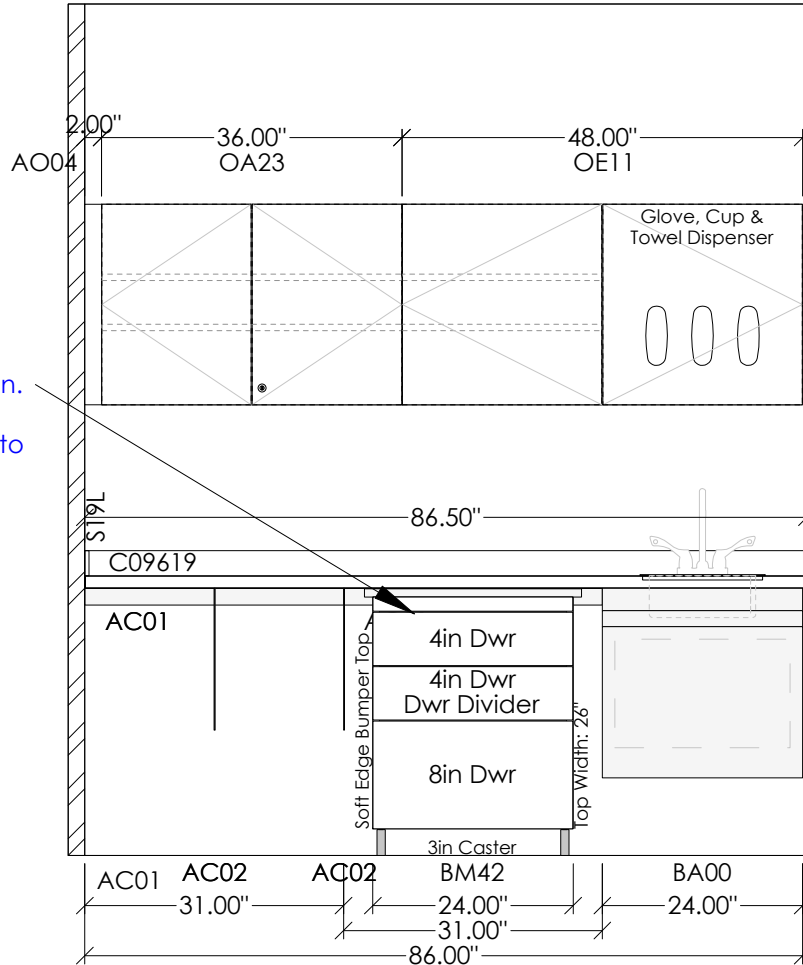 2.00"
36.00"
48.00"
AO04
OA23
OE11
Glove, Cup &
Towel Dispenser
n.
to
S19L
86.50"
C09619
AC01
4in Dwr
4in Dwr
Dwr Divider
8in Dwr
Soft Edge Bumper Top
Top Width: 26"
3in Caster
AC01
AC02
AC02
BM42
BA00
31.00"
24.00"
24.00"
31.00"
86.00"